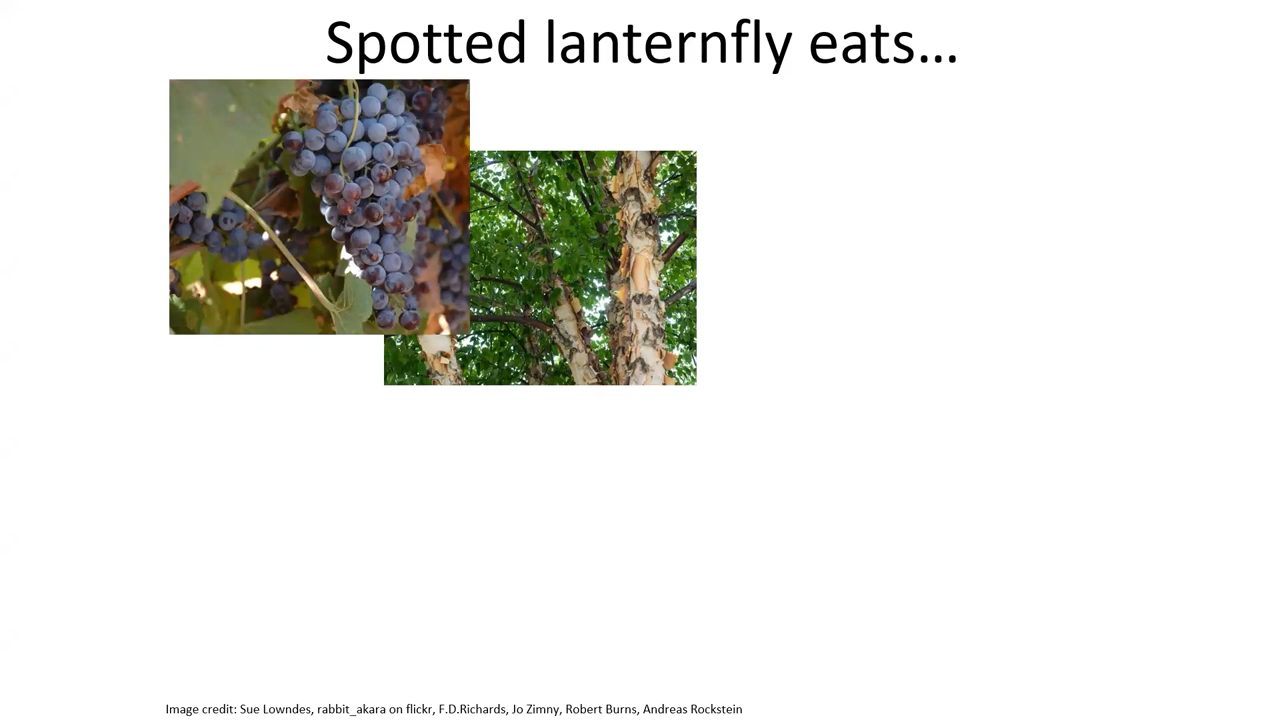 Spotted lanternfly eats…
Image credit: Sue Lowndes, rabbit_akara on flickr, F.D.Richards, Jo Zimny, Robert Burns, Andreas Rockstein